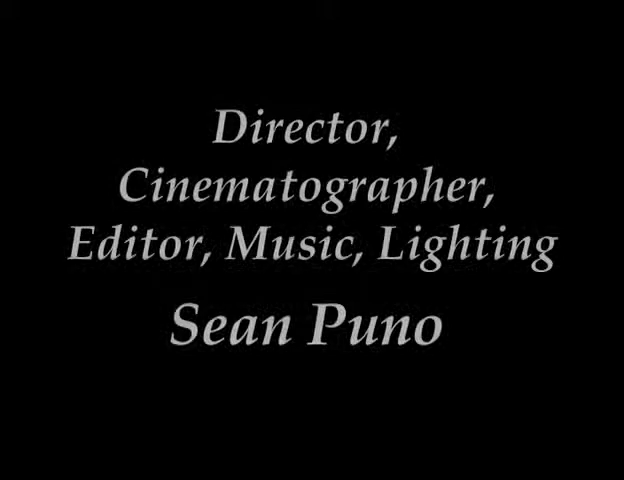 Director,
Cinematographer,
Editor, Music, Lighting
Sean Puno